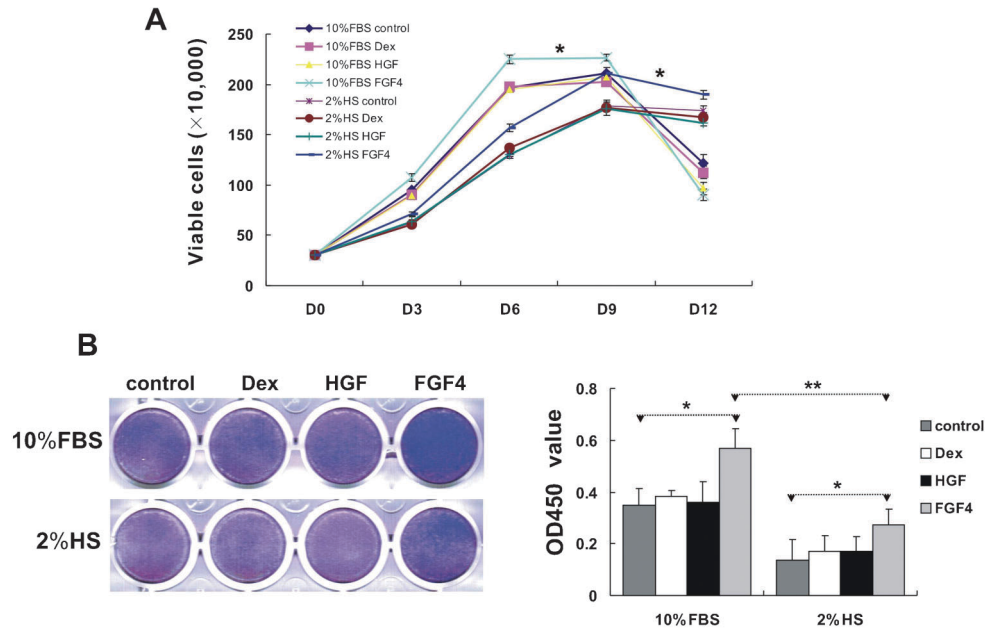 A
Viable cells (×10,000)
250
200
150
100
50
0
10%FBS control
10%FBS Dex
10%FBS HGF
10%FBS FGF4
2%HS control
2%HS Dex
2%HS HGF
2%HS FGF4
*
*
D0 D3 D6 D9 D12
B
control Dex HGF FGF4
10%FBS
2%HS
OD450 value
0.8
0.6
0.4
0.2
0
*
**
*
10%FBS 2%HS
control
Dex
HGF
FGF4